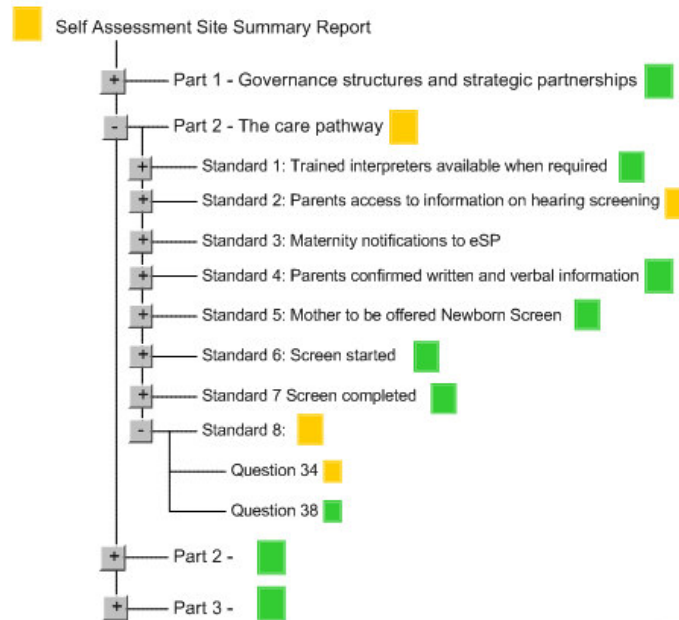 Self Assessment Site Summary Report
+ Part 1 - Governance structures and strategic partnerships
- Part 2 - The care pathway
+ Standard 1: Trained interpreters available when required
+ Standard 2: Parents access to information on hearing screening
+ Standard 3: Maternity notifications to eSP
+ Standard 4: Parents confirmed written and verbal information
+ Standard 5: Mother to be offered Newborn Screen
+ Standard 6: Screen started
+ Standard 7 Screen completed
- Standard 8:
Question 34
Question 38
+ Part 2 -
+ Part 3 -